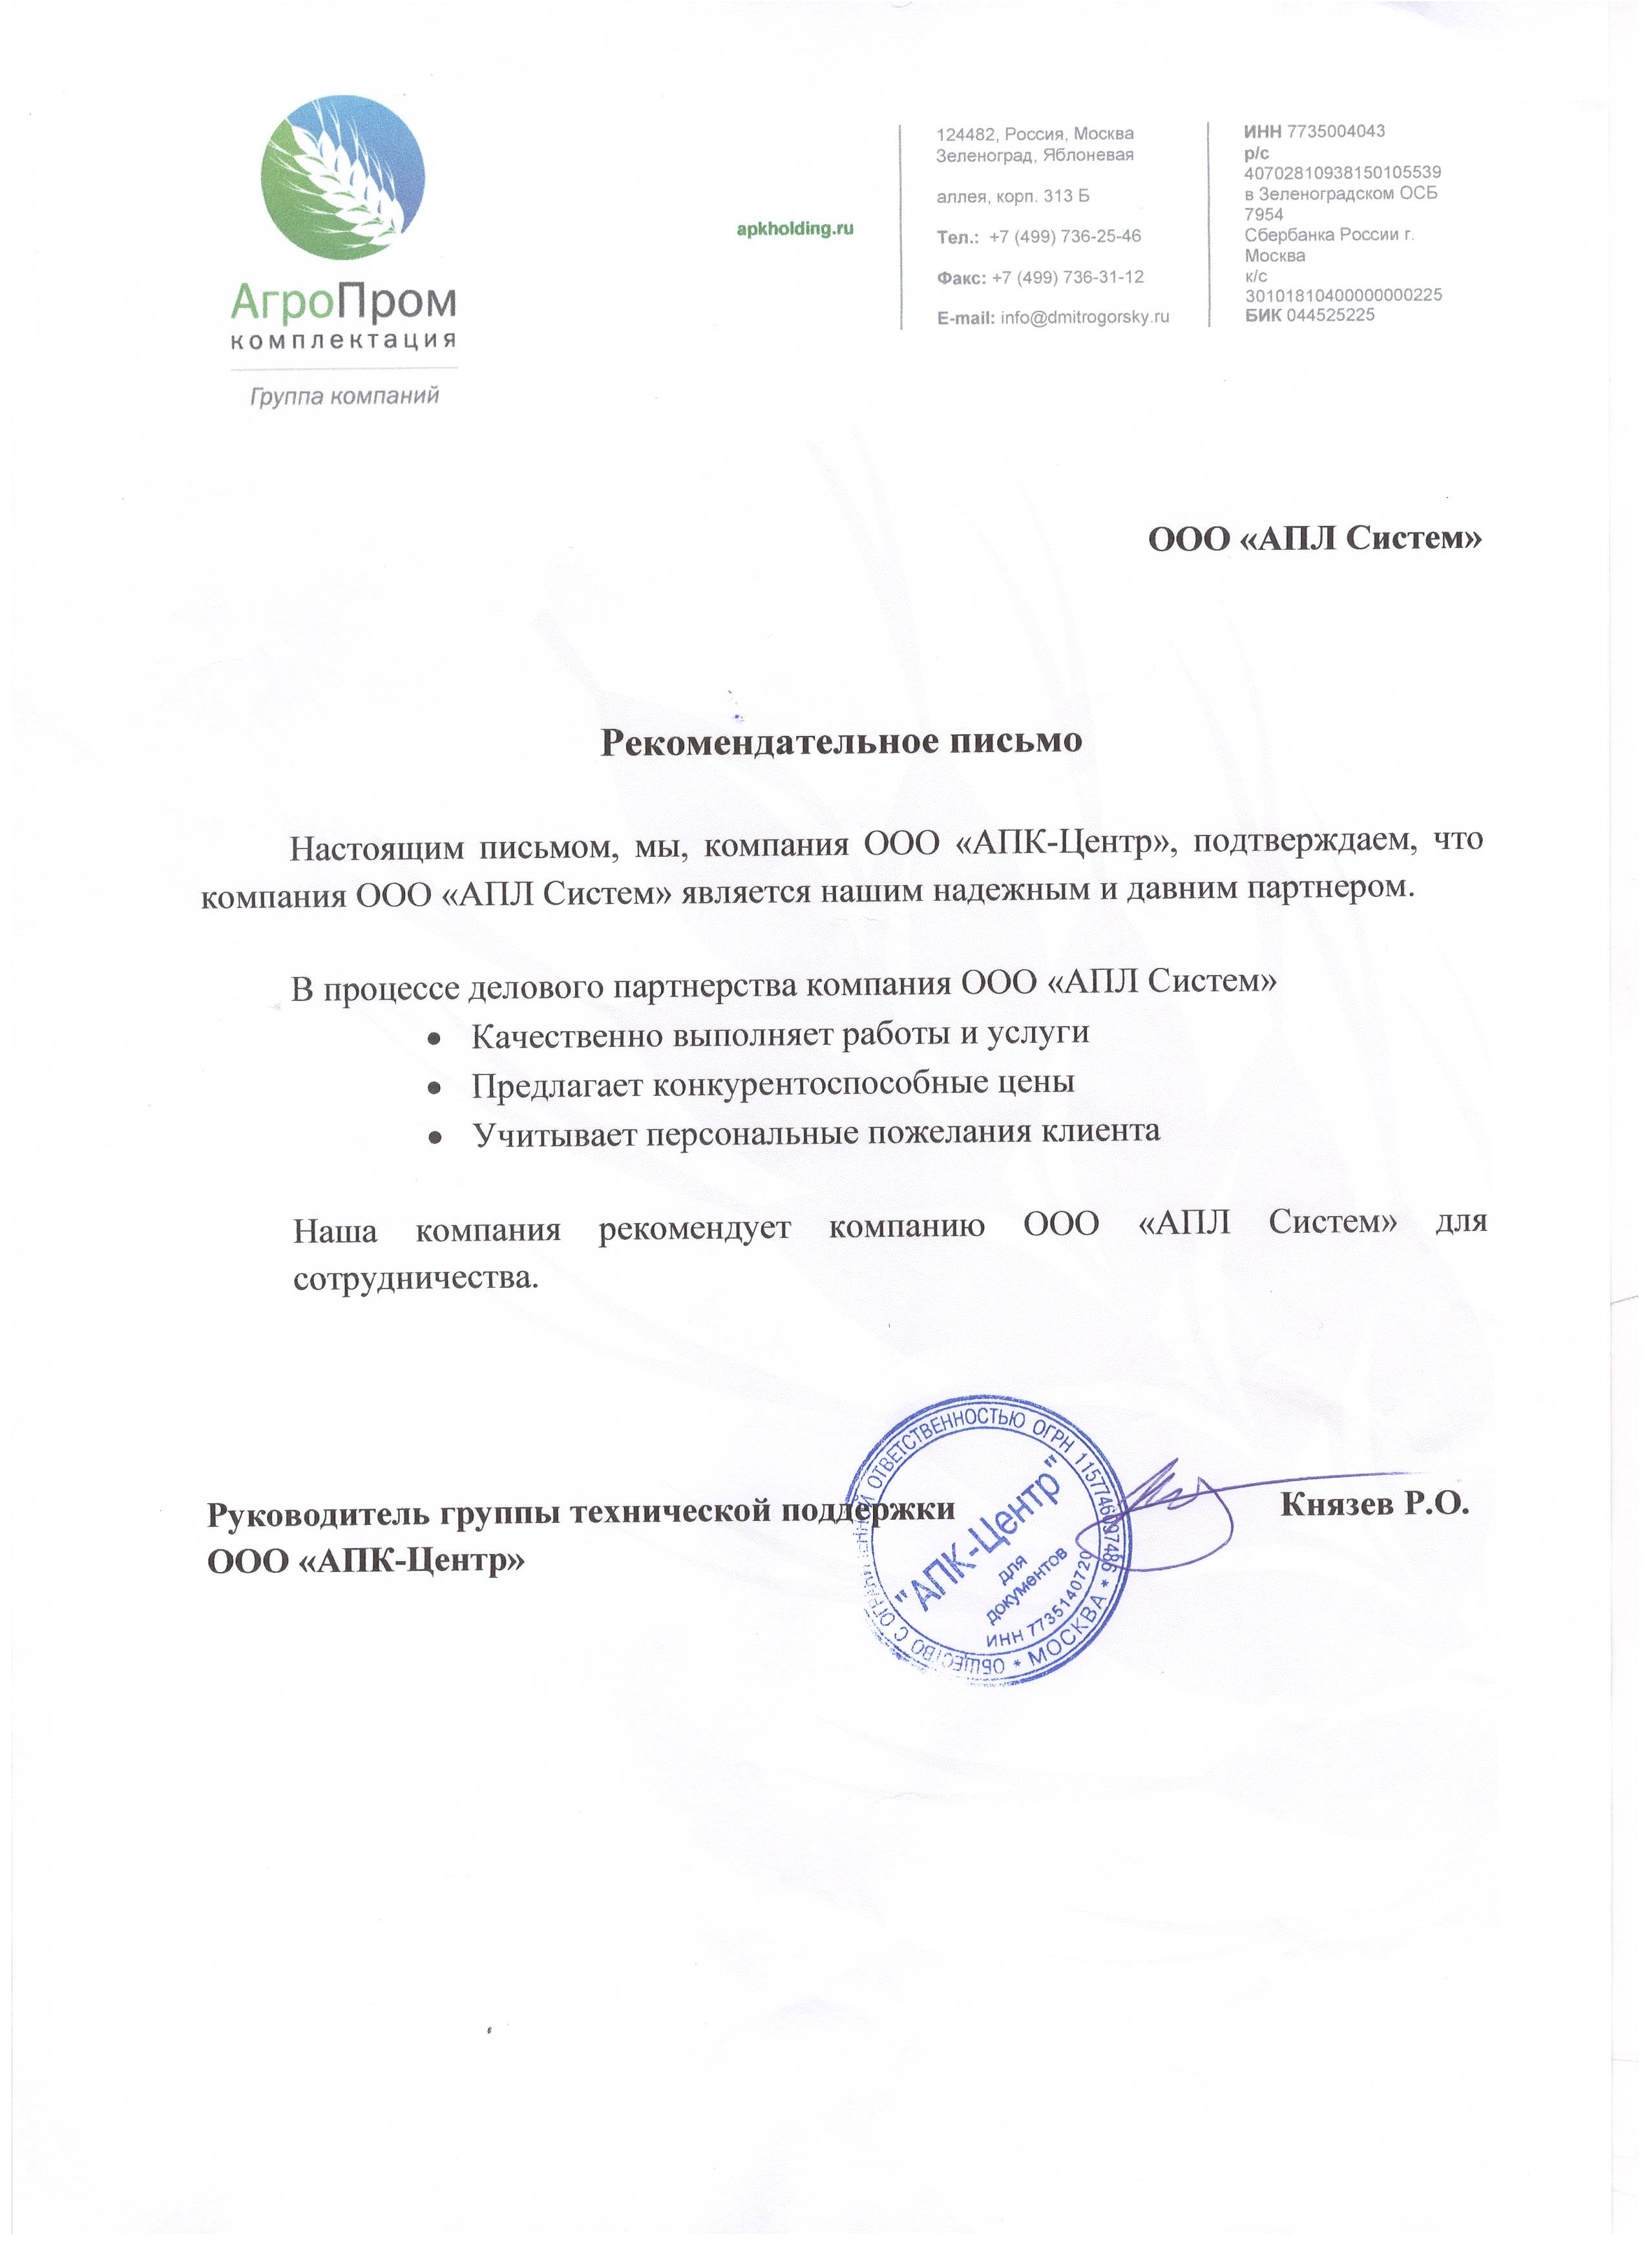 АгроПром
комплектация
Группа компаний
apkholding.ru
124482, Россия, Москва
Зеленоград, Яблоневая
аллея, корп. 313 Б
Тел.: +7 (499) 736-25-46
Факс: +7 (499) 736-31-12
E-mail: info@dmitrogorsky.ru
ИНН 7735004043
р/с
40702810938150105539
в Зеленоградском ОСБ
7954
Сбербанка России г.
Москва
к/с
30101810400000000225
БИК 044525225
ООО «АПЛ Систем»
Рекомендательное письмо
Настоящим письмом, мы, компания ООО «АПК-Центр», подтверждаем, что
компания ООО «АПЛ Систем» является нашим надежным и давним партнером.
В процессе делового партнерства компания ООО «АПЛ Систем»
• Качественно выполняет работы и услуги
• Предлагает конкурентоспособные цены
• Учитывает персональные пожелания клиента
Наша компания рекомендует компанию ООО «АПЛ Систем» для
сотрудничества.
Руководитель группы технической поддержки
Князев Р.О.
ООО «АПК-Центр»
ОБЩЕСТВО С ОГРАНИЧЕННОЙ ОТВЕТСТВЕННОСТЬЮ ОГРН 1157746097486 * МОСКВА *
"АПК-Центр"
для
документов
ИНН 7735140720